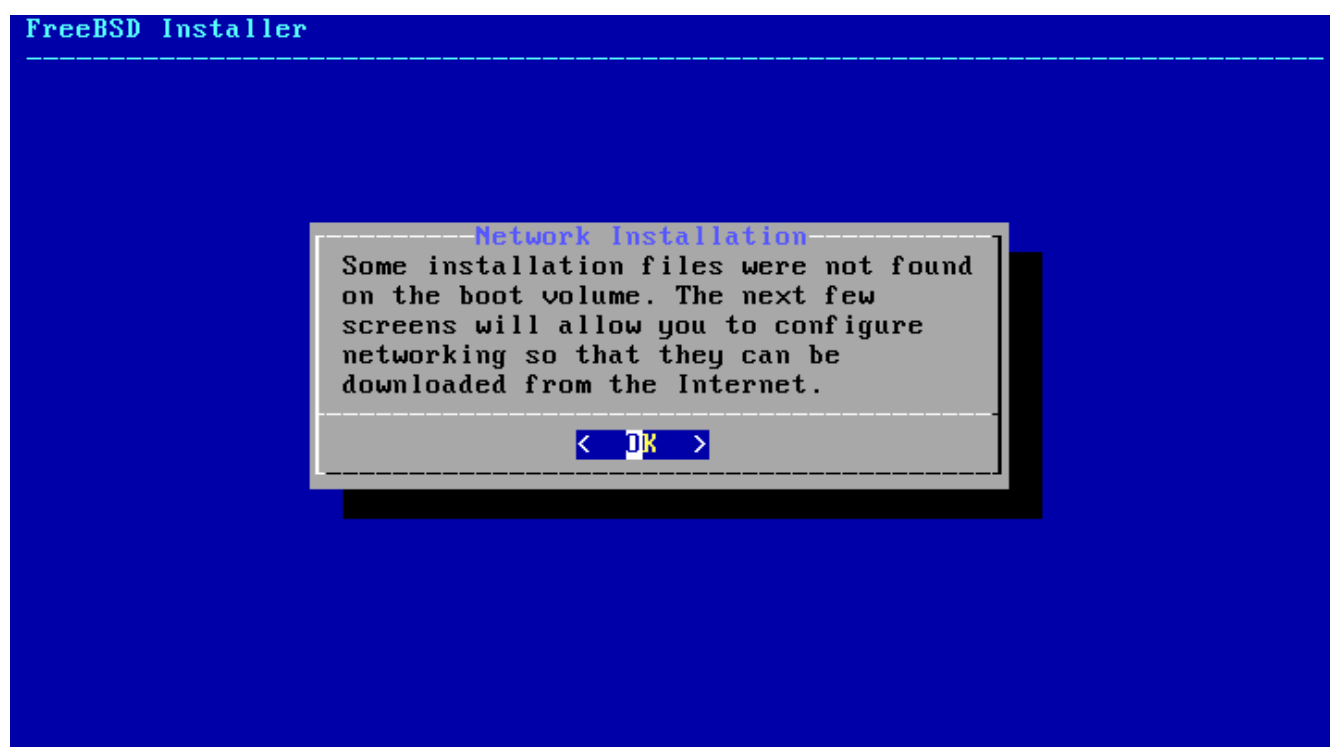 FreeBSD Installer
Network Installation
Some installation files were not found
on the boot volume. The next few
screens will allow you to configure
networking so that they can be
downloaded from the Internet.
< OK >